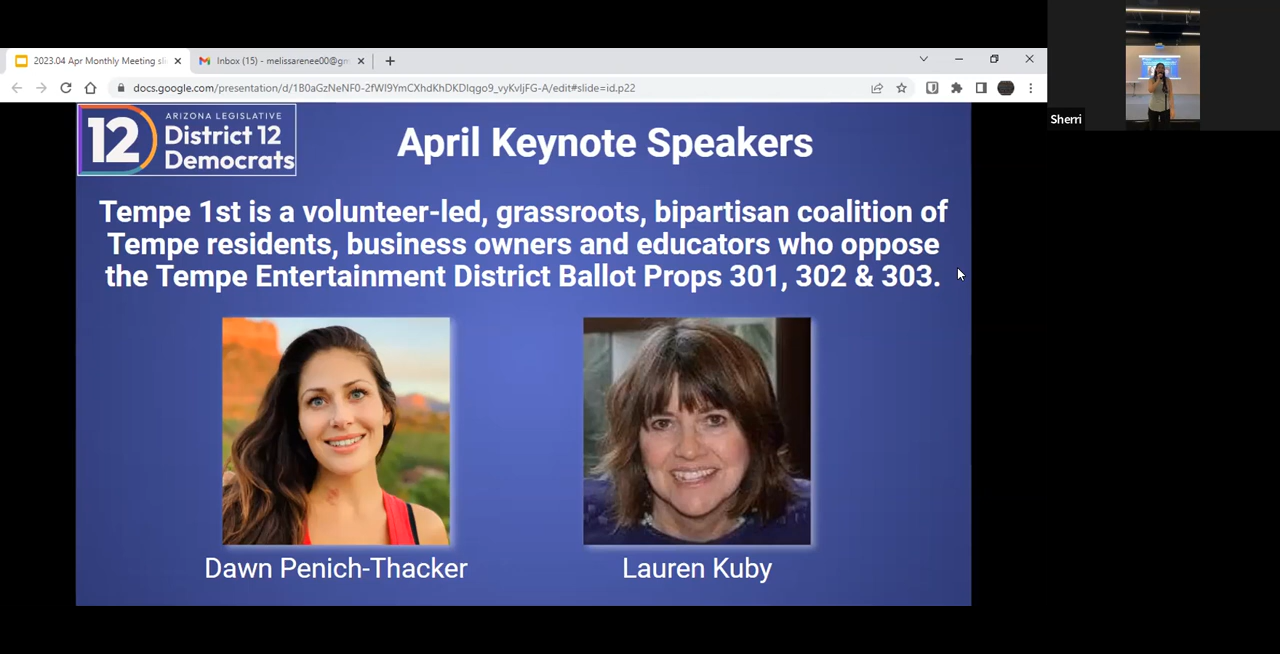 2023.04 Apr Monthly Meeting sli
Inbox (15) - melissarenee00@gm
docs.google.com/presentation/d/1B0aGzNeNF0-2fWI9YmCXhdKhDKDIqgo9_vyKvIjFG-A/edit#slide=id.p22
Sherri
12
ARIZONA LEGISLATIVE
District 12
Democrats
April Keynote Speakers
Tempe 1st is a volunteer-led, grassroots, bipartisan coalition of
Tempe residents, business owners and educators who oppose
the Tempe Entertainment District Ballot Props 301, 302 & 303.
Dawn Penich-Thacker
Lauren Kuby